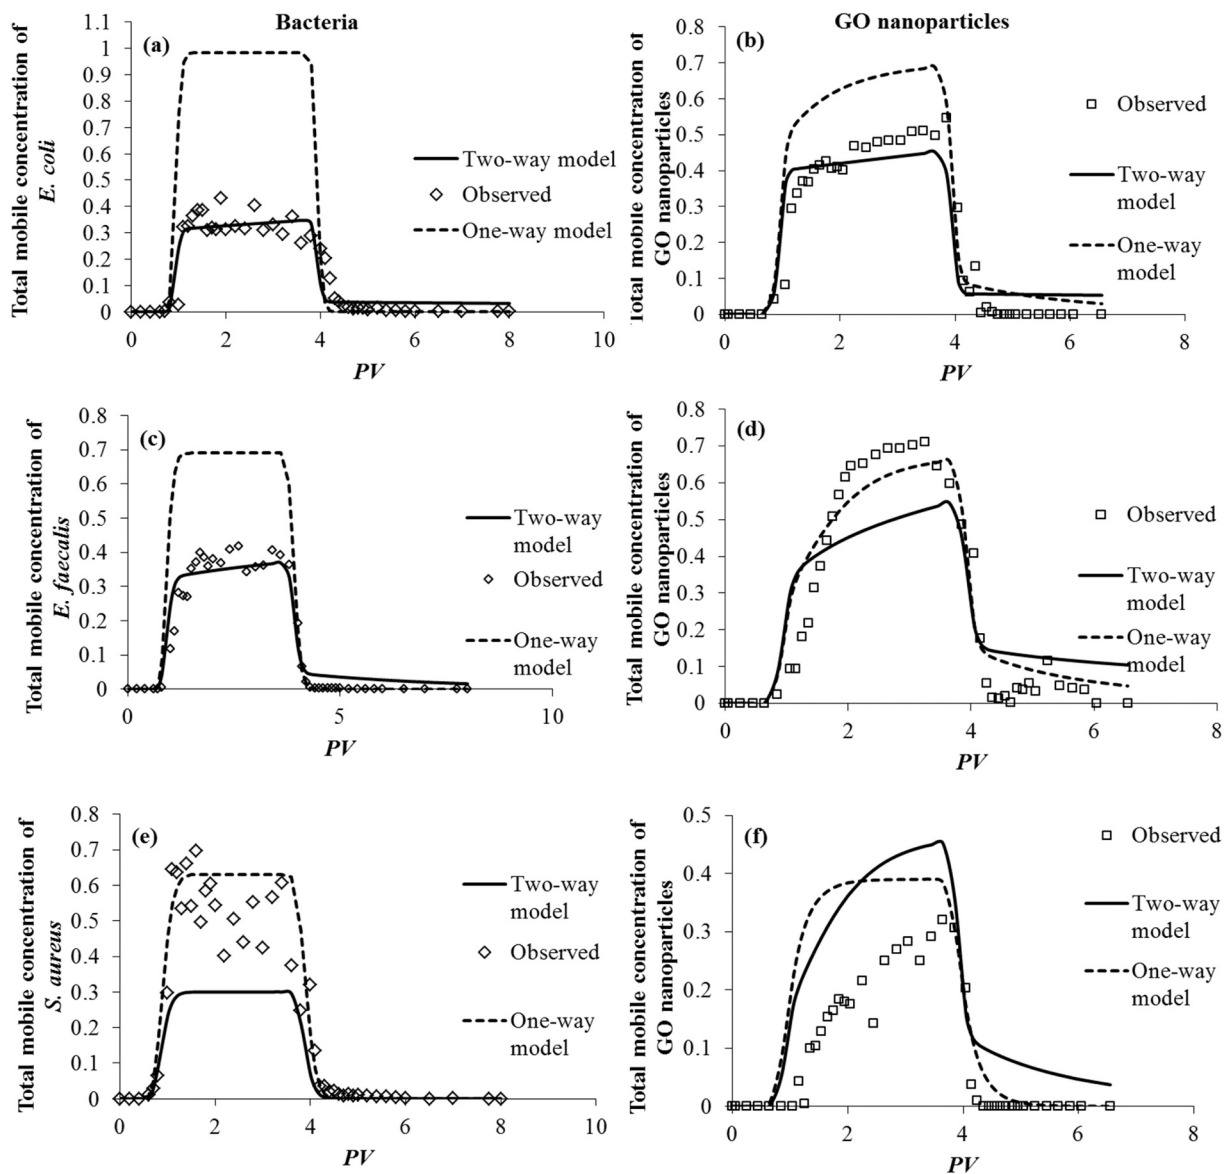 Bacteria
GO nanoparticles
(a)
Total mobile concentration of
E. coli
1.1
1
0.9
0.8
0.7
0.6
0.5
0.4
0.3
0.2
0.1
0
0 2 4 6 8 10
PV
Two-way model
Observed
One-way model
(b)
Total mobile concentration of
GO nanoparticles
0.8
0.7
0.6
0.5
0.4
0.3
0.2
0.1
0
0 2 4 6 8
PV
Observed
Two-way
model
One-way
model
(c)
Total mobile concentration of
E. faecalis
0.8
0.7
0.6
0.5
0.4
0.3
0.2
0.1
0
0 5 10
PV
Two-way
model
Observed
One-way
model
(d)
Total mobile concentration of
GO nanoparticles
0.8
0.7
0.6
0.5
0.4
0.3
0.2
0.1
0
0 2 4 6 8
PV
Observed
Two-way
model
One-way
model
(e)
Total mobile concentration of
S. aureus
0.8
0.7
0.6
0.5
0.4
0.3
0.2
0.1
0
0 2 4 6 8 10
PV
Two-way
model
Observed
One-way
model
(f)
Total mobile concentration of
GO nanoparticles
0.5
0.4
0.3
0.2
0.1
0
0 2 4 6 8
PV
Observed
Two-way
model
One-way
model